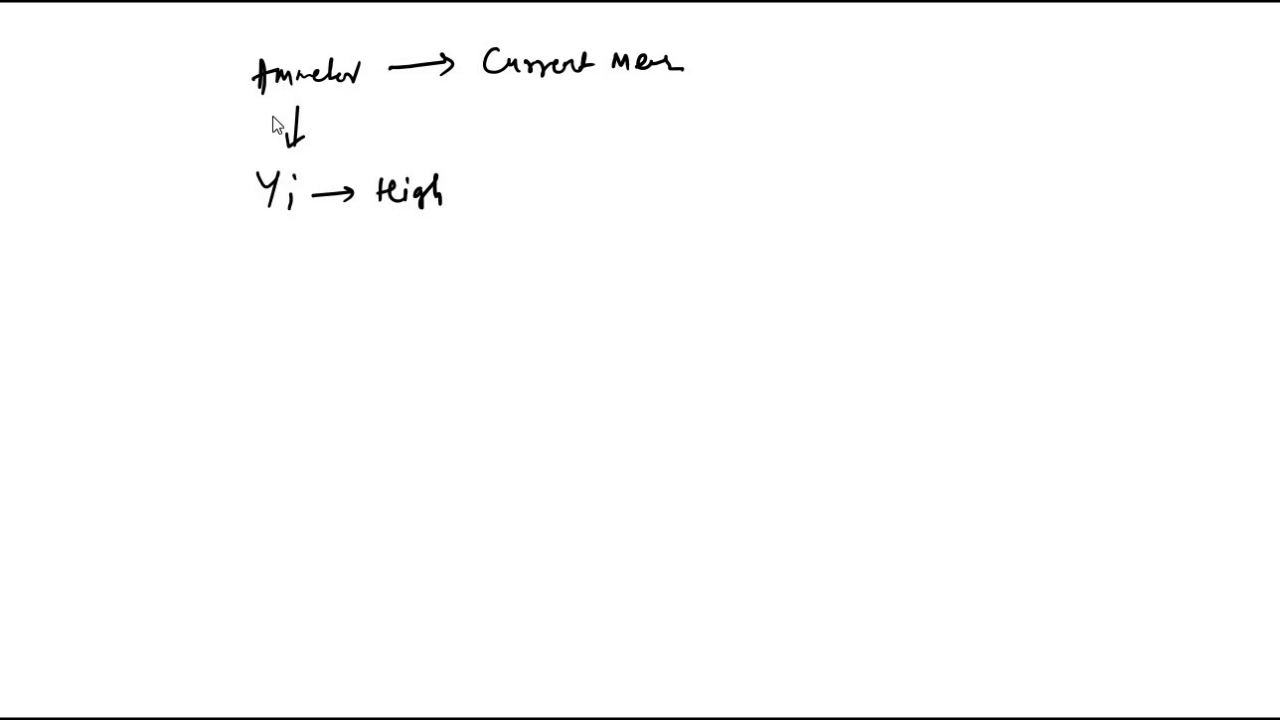 Ammeter → Current Mea
Yi → High